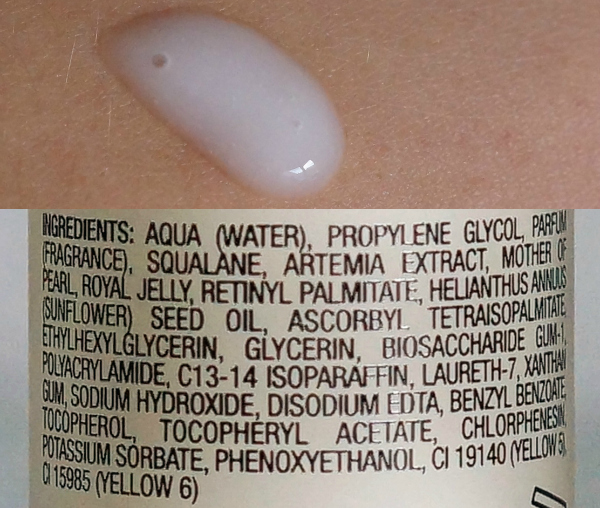 INGREDIENTS: AQUA (WATER), PROPYLENE GLYCOL, PARFUM
(FRAGRANCE), SQUALANE, ARTEMIA EXTRACT, MOTHER OF
PEARL, ROYAL JELLY, RETINYL PALMITATE, HELIANTHUS ANNUUS
(SUNFLOWER) SEED OIL, ASCORBYL TETRAISOPALMITATE,
ETHYLHEXYLGLYCERIN, GLYCERIN, BIOSACCHARIDE GUM-1,
POLYACRYLAMIDE, C13-14 ISOPARAFFIN, LAURETH-7, XANTHAN
GUM, SODIUM HYDROXIDE, DISODIUM EDTA, BENZYL BENZOATE,
TOCOPHEROL, TOCOPHERYL ACETATE, CHLORPHENESIN,
POTASSIUM SORBATE, PHENOXYETHANOL, CI 19140 (YELLOW 5),
CI 15985 (YELLOW 6)